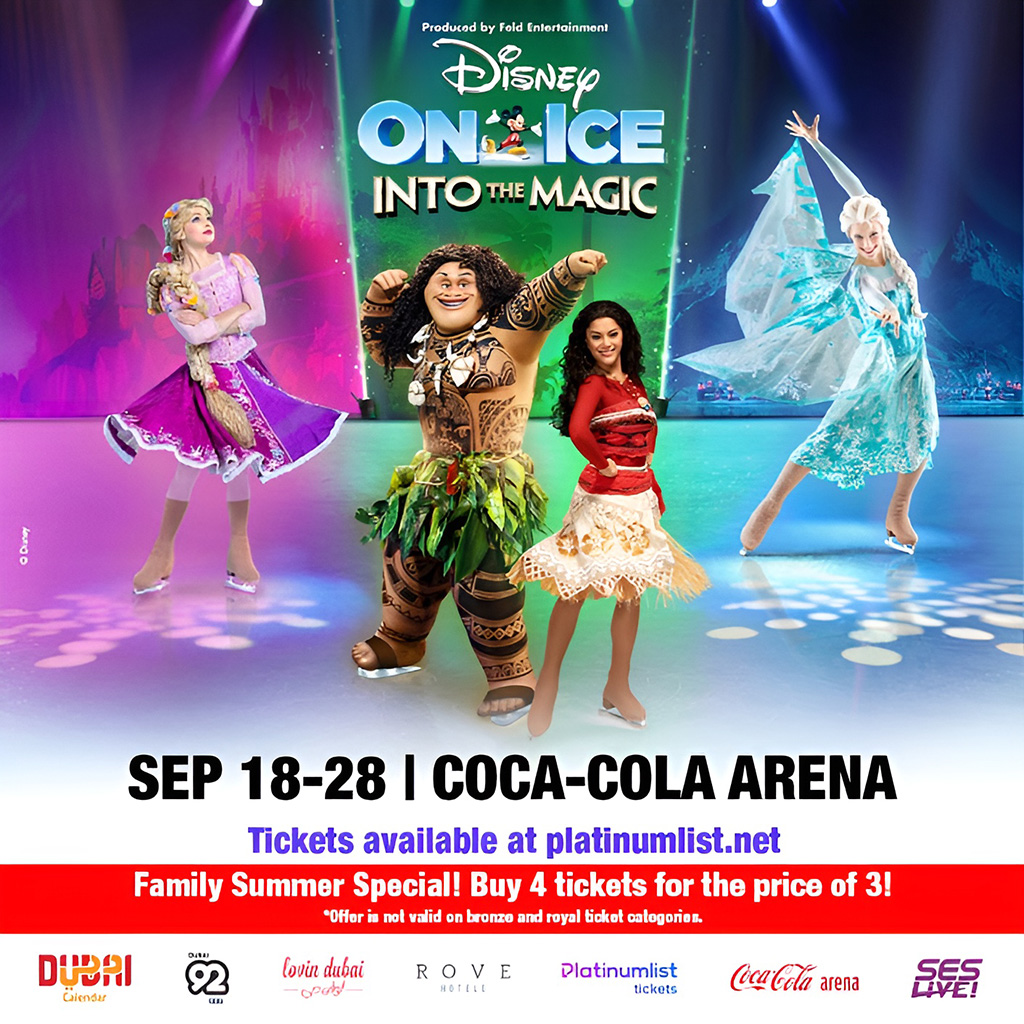 Produced by Feld Entertainment
Disney
ON ICE
INTO THE MAGIC
© Disney
SEP 18-28 | COCA-COLA ARENA
Tickets available at platinumlist.net
Family Summer Special! Buy 4 tickets for the price of 3!
*Offer is not valid on bronze and royal ticket categories.
DUBAI
Calendar
DUBAI
92
lovin dubai
ROVE
HOTELS
Platinumlist
tickets
Coca-Cola arena
SES
LIVE!